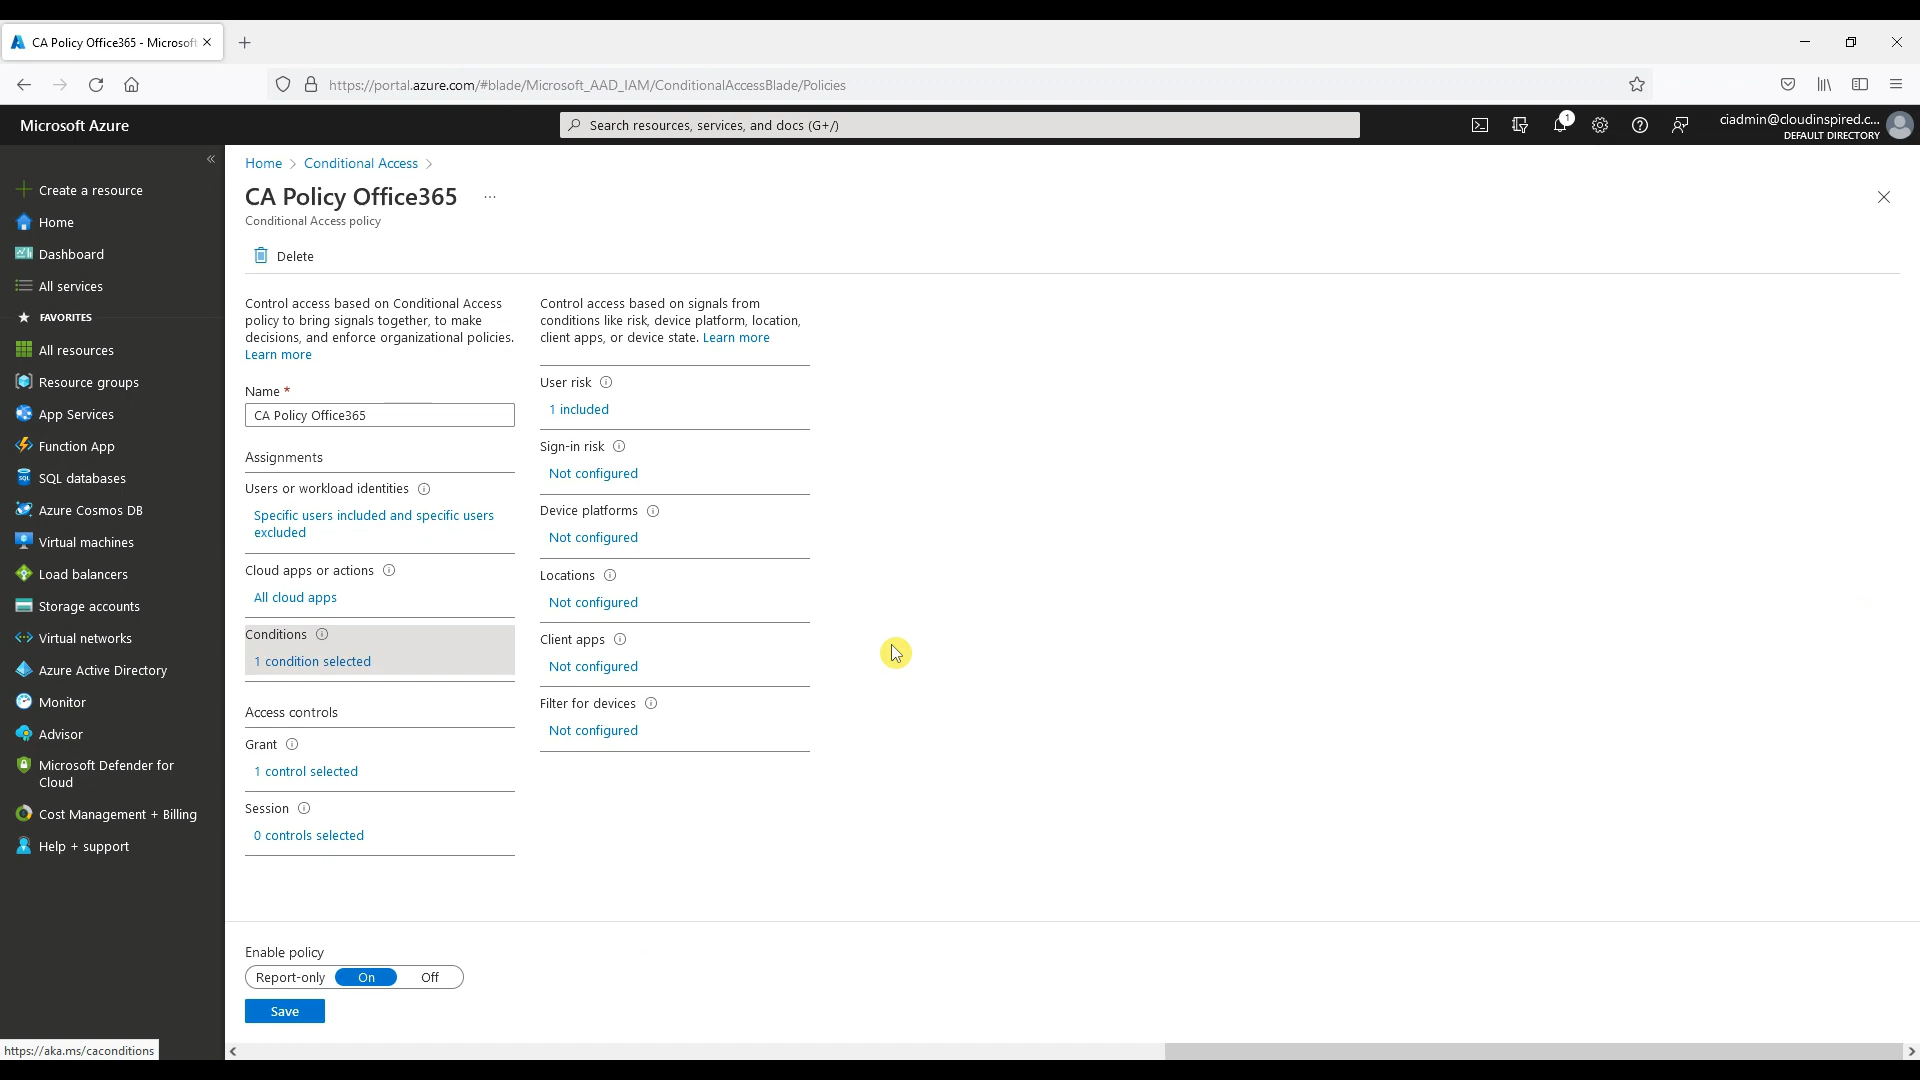 CA Policy Office365 - Microsoft
https://portal.azure.com/#blade/Microsoft_AAD_IAM/ConditionalAccessBlade/Policies
Microsoft Azure
Search resources, services, and docs (G+/)
1
ciadmin@cloudinspired.c...
DEFAULT DIRECTORY
«
Create a resource
Home
Dashboard
All services
FAVORITES
All resources
Resource groups
App Services
Function App
SQL databases
Azure Cosmos DB
Virtual machines
Load balancers
Storage accounts
Virtual networks
Azure Active Directory
Monitor
Advisor
Microsoft Defender for
Cloud
Cost Management + Billing
Help + support
https://aka.ms/caconditions
Home > Conditional Access >
CA Policy Office365 ...
Conditional Access policy
Delete
Control access based on Conditional Access
policy to bring signals together, to make
decisions, and enforce organizational policies.
Learn more
Name *
CA Policy Office365
Assignments
Users or workload identities
Specific users included and specific users
excluded
Cloud apps or actions
All cloud apps
Conditions
1 condition selected
Access controls
Grant
1 control selected
Session
0 controls selected
Control access based on signals from
conditions like risk, device platform, location,
client apps, or device state. Learn more
User risk
1 included
Sign-in risk
Not configured
Device platforms
Not configured
Locations
Not configured
Client apps
Not configured
Filter for devices
Not configured
Enable policy
Report-only On Off
Save